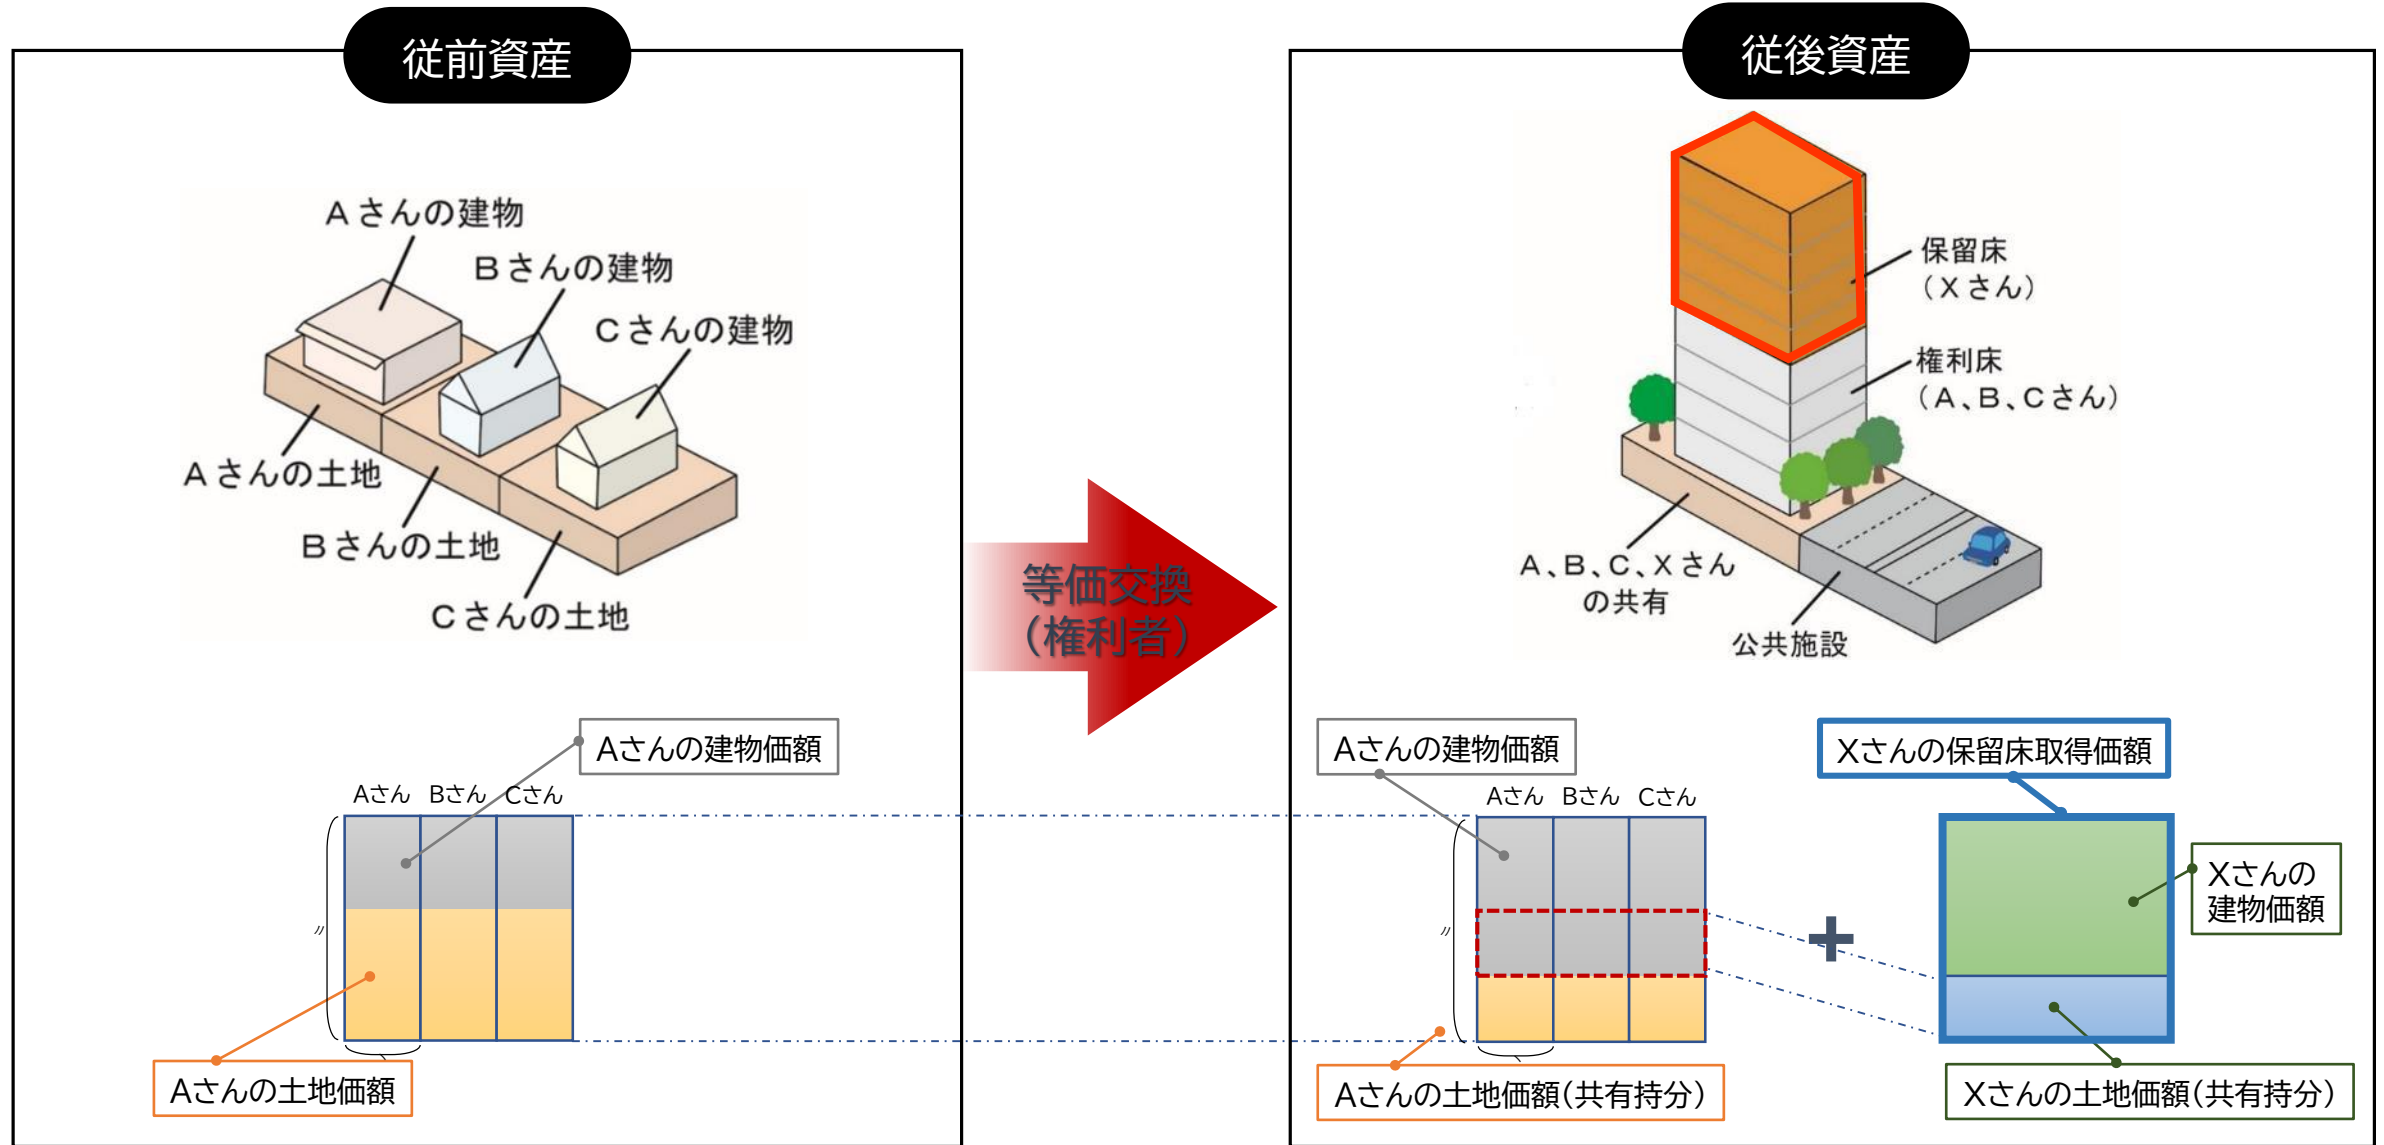 従前資産
Aさんの建物
Bさんの建物
Cさんの建物
Aさんの土地
Bさんの土地
Cさんの土地
Aさんの建物価額
Aさん Bさん Cさん
〃
Aさんの土地価額
等価交換
（権利者）
従後資産
保留床
（Xさん）
権利床
（A、B、Cさん）
A、B、C、Xさん
の共有
公共施設
Aさんの建物価額
Xさんの保留床取得価額
Aさん Bさん Cさん
〃
＋
Xさんの
建物価額
Aさんの土地価額（共有持分）
Xさんの土地価額（共有持分）